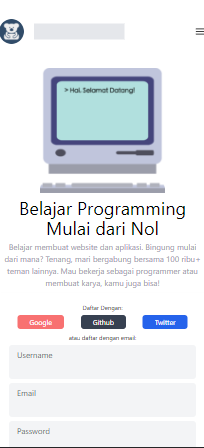 > Hai, Selamat Datang!
Belajar Programming
Mulai dari Nol
Belajar membuat website dan aplikasi. Bingung mulai
dari mana? Tenang, mari bergabung bersama 100 ribu+
teman lainnya. Mau bekerja sebagai programmer atau
membuat karya, kamu juga bisa!
Daftar Dengan:
Google
Github
Twitter
atau daftar dengan email
Username
Email
Password